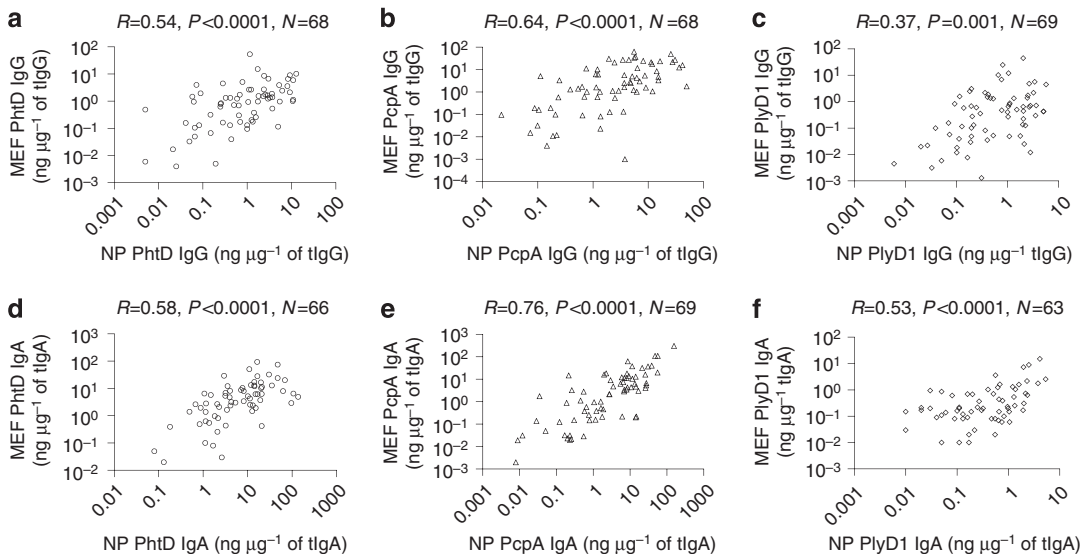 a
R=0.54, P<0.0001, N=68
MEF PhtD IgG
(ng μg⁻¹ of tIgG)
10²
10¹
10⁰
10⁻¹
10⁻²
10⁻³
0.001
0.01
0.1
1
10
100
NP PhtD IgG (ng μg⁻¹ of tIgG)
b
R=0.64, P<0.0001, N=68
MEF PcpA IgG
(ng μg⁻¹ of tIgG)
10²
10¹
10⁰
10⁻¹
10⁻²
10⁻³
10⁻⁴
0.01
0.1
1
10
100
NP PcpA IgG (ng μg⁻¹ of tIgG)
c
R=0.37, P=0.001, N=69
MEF PlyD1 IgG
(ng μg⁻¹ of tIgG)
10²
10¹
10⁰
10⁻¹
10⁻²
10⁻³
0.001
0.01
0.1
1
10
NP PlyD1 IgG (ng μg⁻¹ tIgG)
d
R=0.58, P<0.0001, N=66
MEF PhtD IgA
(ng μg⁻¹ of tIgA)
10³
10²
10¹
10⁰
10⁻¹
10⁻²
0.01
0.1
1
10
100
1000
NP PhtD IgA (ng μg⁻¹ of tIgA)
e
R=0.76, P<0.0001, N=69
MEF PcpA IgA
(ng μg⁻¹ of tIgA)
10³
10²
10¹
10⁰
10⁻¹
10⁻²
10⁻³
0.001
0.01
0.1
1
10
100
1000
NP PcpA IgA (ng μg⁻¹ of tIgA)
f
R=0.53, P<0.0001, N=63
MEF PlyD1 IgA
(ng μg⁻¹ of tIgA)
10²
10¹
10⁰
10⁻¹
10⁻²
10⁻³
0.001
0.01
0.1
1
10
NP PlyD1 IgA (ng μg⁻¹ of tIgA)